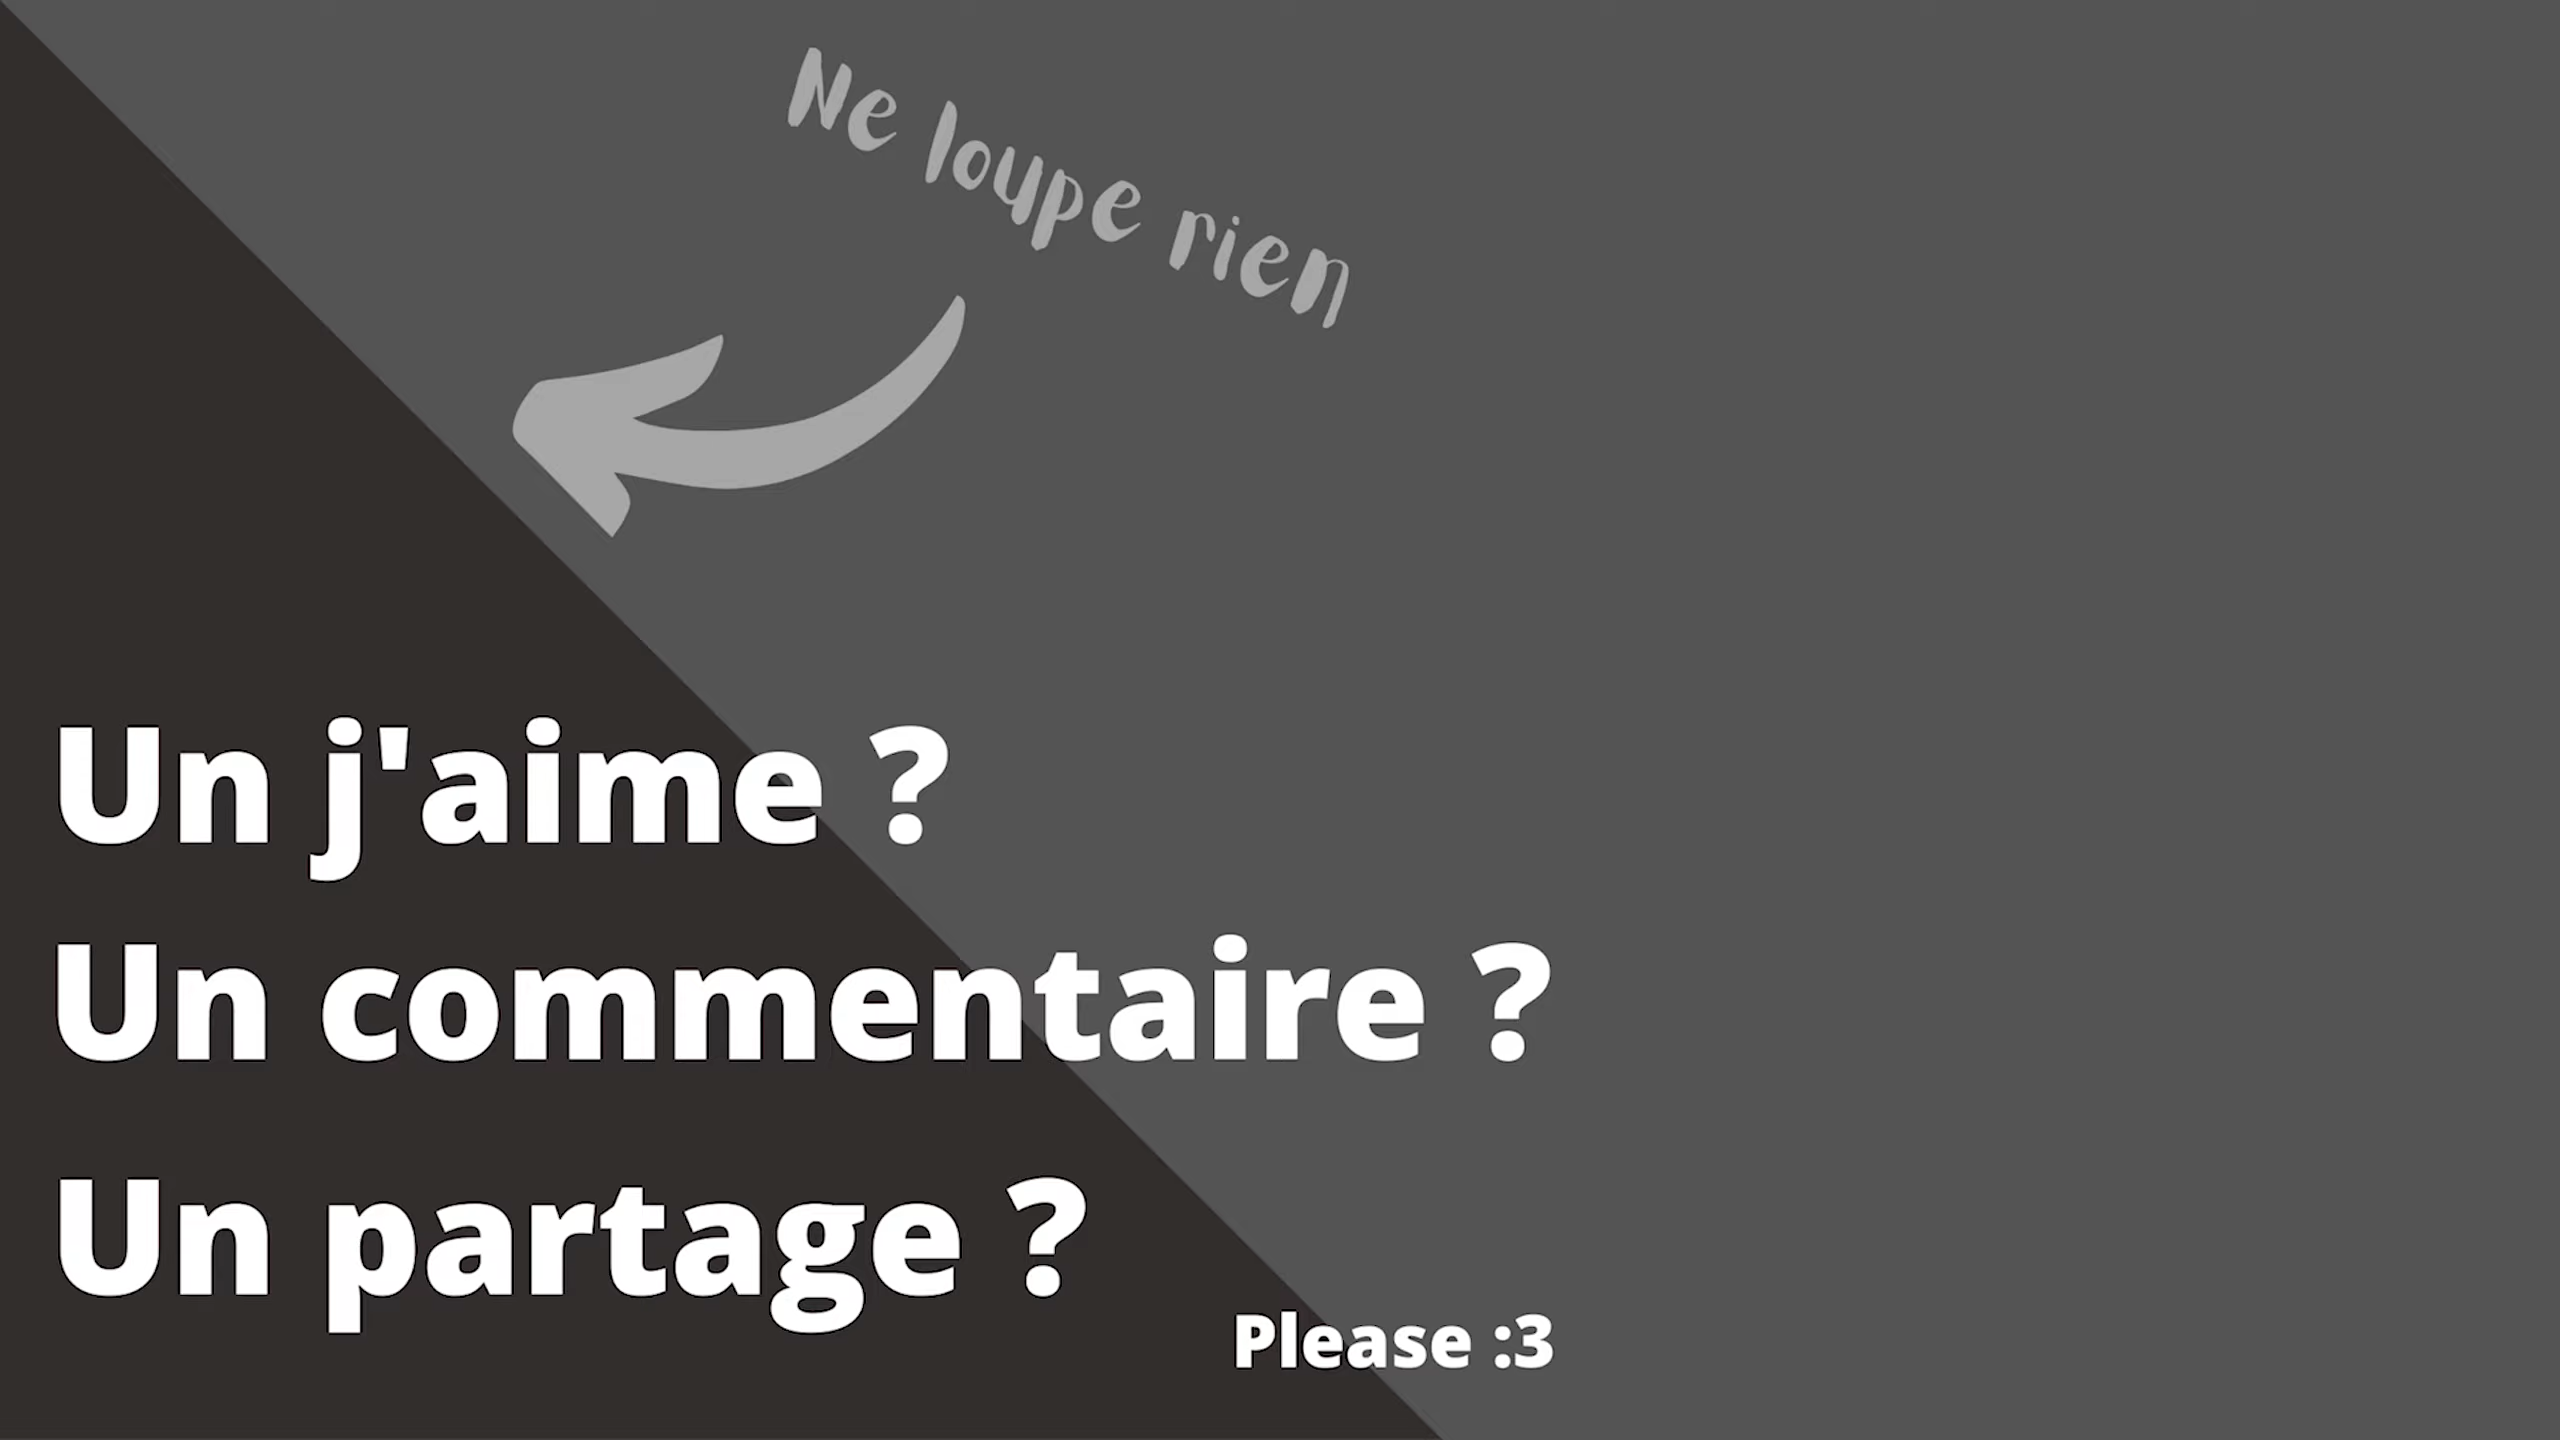 Ne loupe rien
Un j'aime ?
Un commentaire ?
Un partage ?
Please :3